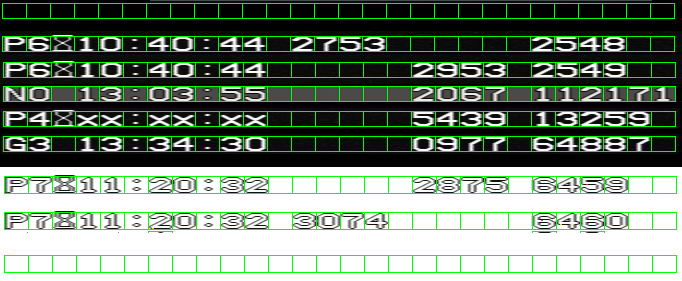 P6⌛10:40:44 2753 2548
P6⌛10:40:44 2953 2549
NO 13:03:55 2067 112171
P4⌛xx:xx:xx 5439 13259
G3 13:34:30 0977 64887
P7⌛11:20:32 2875 6459
P7⌛11:20:32 3074 6460